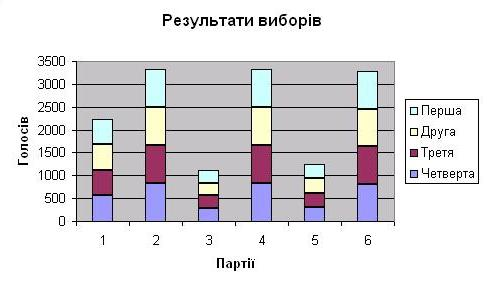 Результати виборів
3500
3000
2500
2000
1500
1000
500
0
Голосів
1 2 3 4 5 6
Партії
Перша
Друга
Третя
Четверта